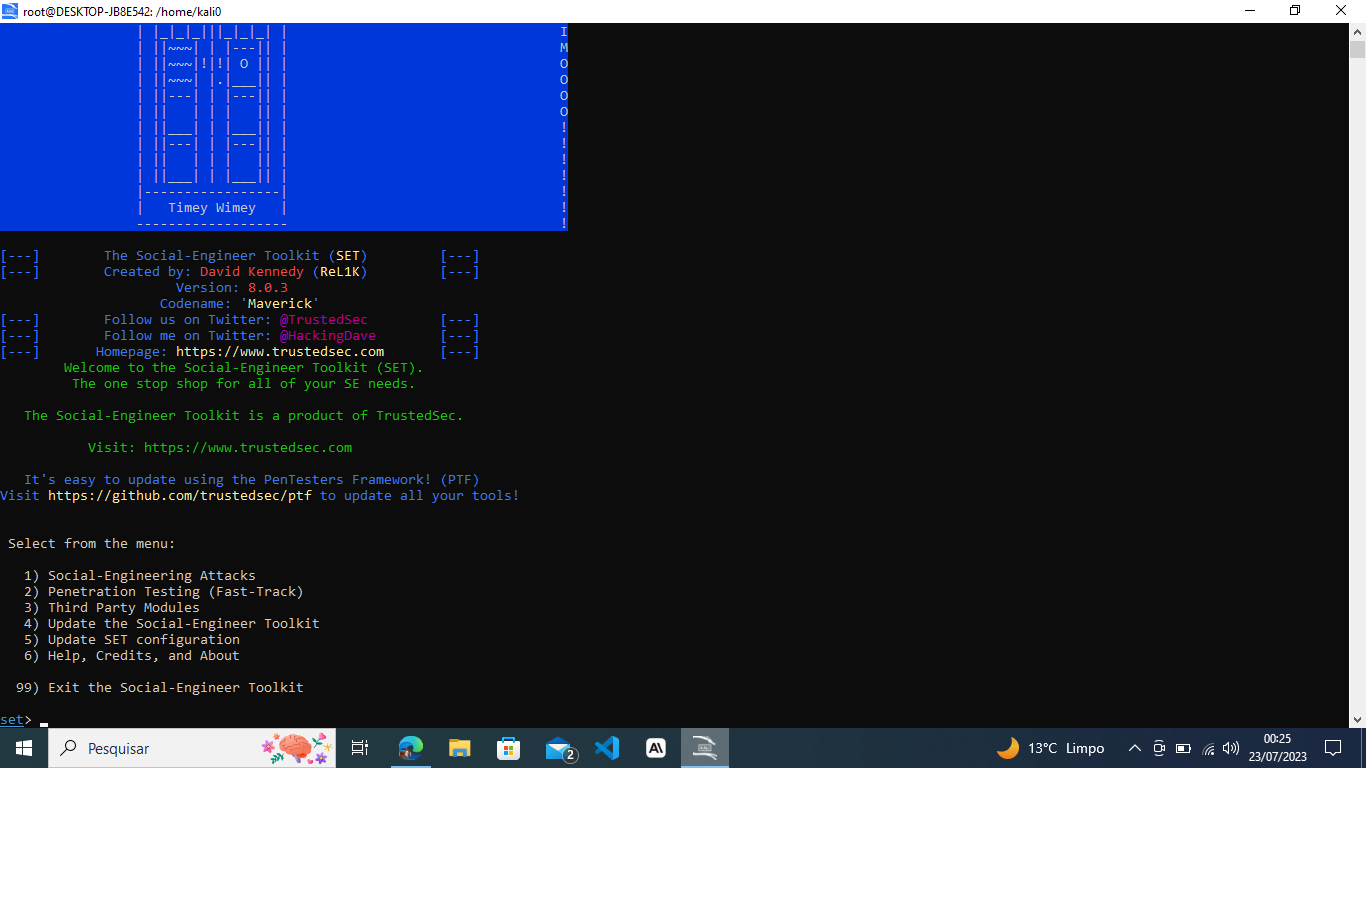 root@DESKTOP-JB8E542: /home/kali0
| |_|_|_|||_|_|_| | I
| ||~~~| | |---|| | M
| ||~~~|!|!| O || | O
| ||~~~| |.|___|| | O
| ||---| | |---|| | O
| || | | | || | O
| ||___| | |___|| | !
| ||---| | |---|| | !
| || | | | || | !
| ||___| | |___|| | !
|-----------------| !
| Timey Wimey | !
------------------- !
[---] The Social-Engineer Toolkit (SET) [---]
[---] Created by: David Kennedy (ReL1K) [---]
Version: 8.0.3
Codename: 'Maverick'
[---] Follow us on Twitter: @TrustedSec [---]
[---] Follow me on Twitter: @HackingDave [---]
[---] Homepage: https://www.trustedsec.com [---]
Welcome to the Social-Engineer Toolkit (SET).
The one stop shop for all of your SE needs.
The Social-Engineer Toolkit is a product of TrustedSec.
Visit: https://www.trustedsec.com
It's easy to update using the PenTesters Framework! (PTF)
Visit https://github.com/trustedsec/ptf to update all your tools!
Select from the menu:
1) Social-Engineering Attacks
2) Penetration Testing (Fast-Track)
3) Third Party Modules
4) Update the Social-Engineer Toolkit
5) Update SET configuration
6) Help, Credits, and About
99) Exit the Social-Engineer Toolkit
set>
Pesquisar
2
A\
13°C Limpo
00:25
23/07/2023